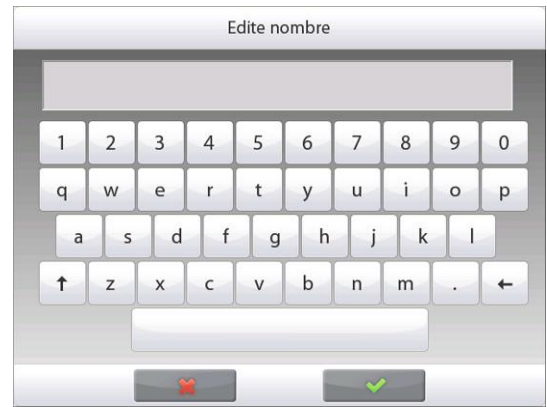 Edite nombre
1 2 3 4 5 6 7 8 9 0
q w e r t y u i o p
a s d f g h j k l
↑ z x c v b n m . ←